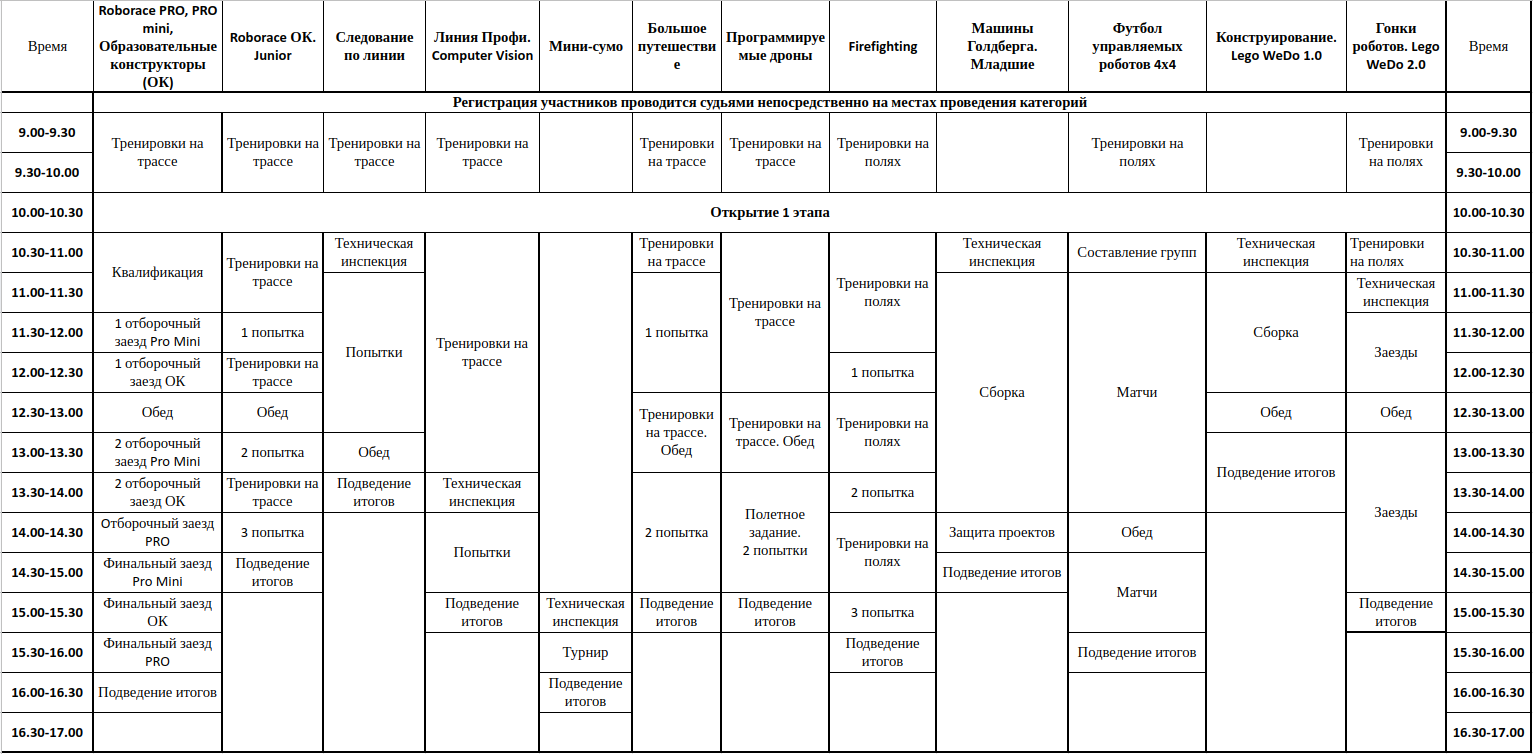 Время
Roborace PRO, PRO
mini,
Образовательные
конструкторы
(ОК)
Roborace ОК.
Junior
Следование
по линии
Линия Профи.
Computer Vision
Мини-сумо
Большое
путешестви
е
Программируе
мые дроны
Firefighting
Машины
Голдберга.
Младшие
Футбол
управляемых
роботов 4х4
Конструирование.
Lego WeDo 1.0
Гонки
роботов. Lego
WeDo 2.0
Время
Регистрация участников проводится судьями непосредственно на местах проведения категорий
9.00-9.30
Тренировки на
трассе
Тренировки на
трассе
Тренировки на
трассе
Тренировки на
трассе
Тренировки
на трассе
Тренировки на
трассе
Тренировки на
полях
Тренировки на
полях
Тренировки
на полях
9.00-9.30
9.30-10.00
9.30-10.00
10.00-10.30
Открытие 1 этапа
10.00-10.30
10.30-11.00
Квалификация
Тренировки на
трассе
Техническая
инспекция
Тренировки на
трассе
Тренировки
на трассе
Тренировки на
трассе
Тренировки на
полях
Техническая
инспекция
Составление групп
Техническая
инспекция
Тренировки
на полях
10.30-11.00
11.00-11.30
Попытки
1 попытка
Сборка
Матчи
Сборка
Техническая
инспекция
11.00-11.30
11.30-12.00
1 отборочный
заезд Pro Mini
1 попытка
Заезды
11.30-12.00
12.00-12.30
1 отборочный
заезд ОК
Тренировки на
трассе
1 попытка
12.00-12.30
12.30-13.00
Обед
Обед
Тренировки
на трассе.
Обед
Тренировки на
трассе. Обед
Тренировки на
полях
Обед
Обед
12.30-13.00
13.00-13.30
2 отборочный
заезд Pro Mini
2 попытка
Обед
Подведение итогов
Заезды
13.00-13.30
13.30-14.00
2 отборочный
заезд ОК
Тренировки на
трассе
Подведение
итогов
Техническая
инспекция
2 попытка
Полетное
задание.
2 попытки
2 попытка
13.30-14.00
14.00-14.30
Отборочный заезд
PRO
3 попытка
Попытки
Тренировки на
полях
Защита проектов
Обед
14.00-14.30
14.30-15.00
Финальный заезд
Pro Mini
Подведение
итогов
Подведение итогов
Матчи
14.30-15.00
15.00-15.30
Финальный заезд
ОК
Подведение
итогов
Техническая
инспекция
Подведение
итогов
Подведение
итогов
3 попытка
Подведение
итогов
15.00-15.30
15.30-16.00
Финальный заезд
PRO
Турнир
Подведение
итогов
Подведение итогов
15.30-16.00
16.00-16.30
Подведение итогов
Подведение
итогов
16.00-16.30
16.30-17.00
16.30-17.00